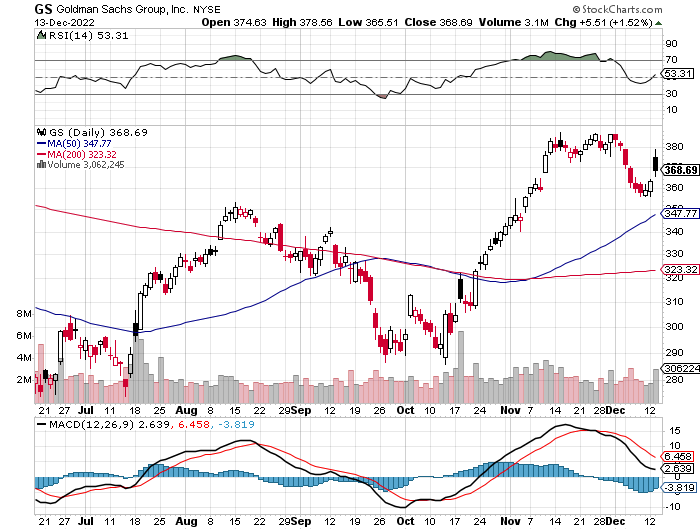 GS Goldman Sachs Group, Inc. NYSE © StockCharts.com
13-Dec-2022 Open 374.63 High 378.56 Low 365.51 Close 368.69 Volume 3.1M Chg +5.51 (+1.52%)
RSI(14) 53.31
90
70
53.31
50
30
10
GS (Daily) 368.69
MA(50) 347.77
MA(200) 323.32
Volume 3,062,245
380
368.69
360
350
347.77
340
330
323.32
320
310
300
290
280
8M
6M
4M
2M
306224
21 27 Jul 11 18 25 Aug 8 15 22 29 Sep 12 19 26 Oct 10 17 24 Nov 7 14 21 28 Dec 12
MACD(12,26,9) 2.639, 6.458, -3.819
15
10
6.458
5
2.639
0
-3.819
-5
-10
21 27 Jul 11 18 25 Aug 8 15 22 29 Sep 12 19 26 Oct 10 17 24 Nov 7 14 21 28 Dec 12